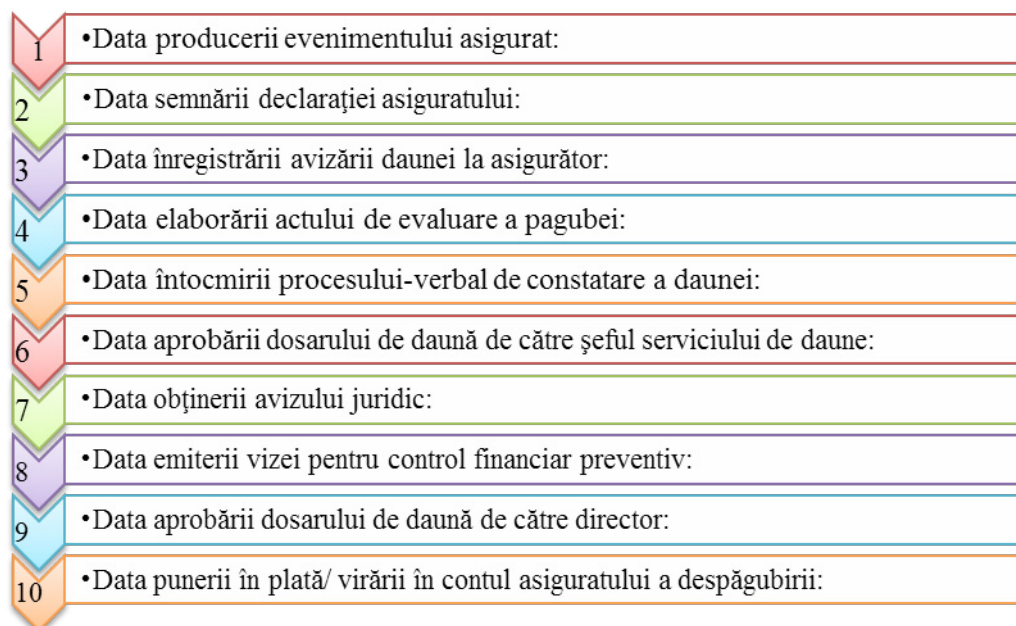 1 •Data producerii evenimentului asigurat:
2 •Data semnării declaraţiei asiguratului:
3 •Data înregistrării avizării daunei la asigurător:
4 •Data elaborării actului de evaluare a pagubei:
5 •Data întocmirii procesului-verbal de constatare a daunei:
6 •Data aprobării dosarului de daună de către şeful serviciului de daune:
7 •Data obţinerii avizului juridic:
8 •Data emiterii vizei pentru control financiar preventiv:
9 •Data aprobării dosarului de daună de către director:
10 •Data punerii în plată/ virării în contul asiguratului a despăgubirii: